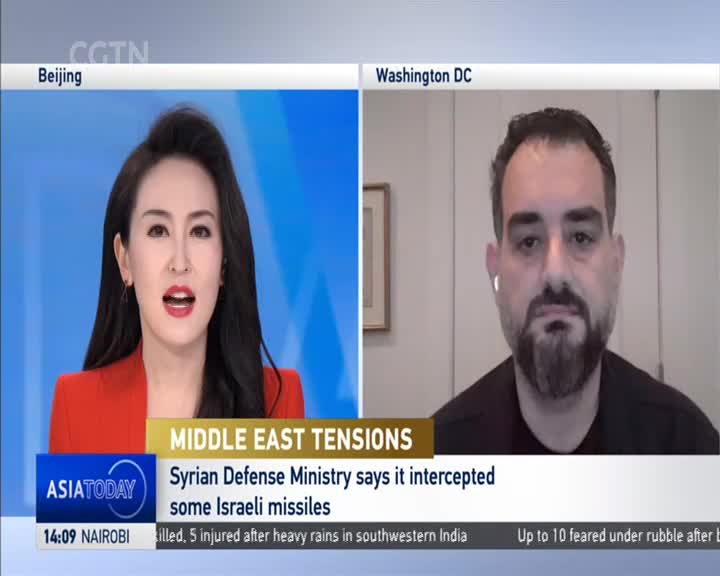 CGTN
Beijing
Washington DC
MIDDLE EAST TENSIONS
Syrian Defense Ministry says it intercepted
some Israeli missiles
ASIA TODAY
14:09 NAIROBI
killed, 5 injured after heavy rains in southwestern India
Up to 10 feared under rubble after